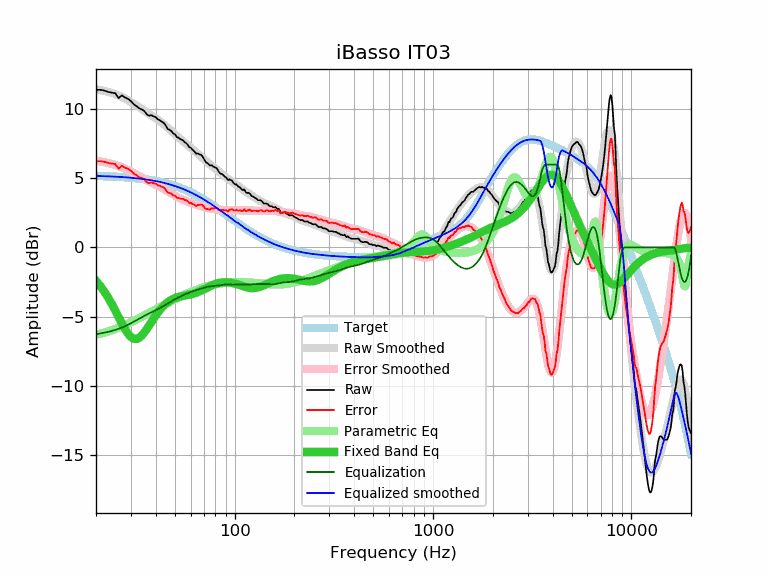 iBasso IT03
Amplitude (dBr)
10
5
0
−5
−10
−15
Target
Raw Smoothed
Error Smoothed
Raw
Error
Parametric Eq
Fixed Band Eq
Equalization
Equalized smoothed
100
1000
10000
Frequency (Hz)